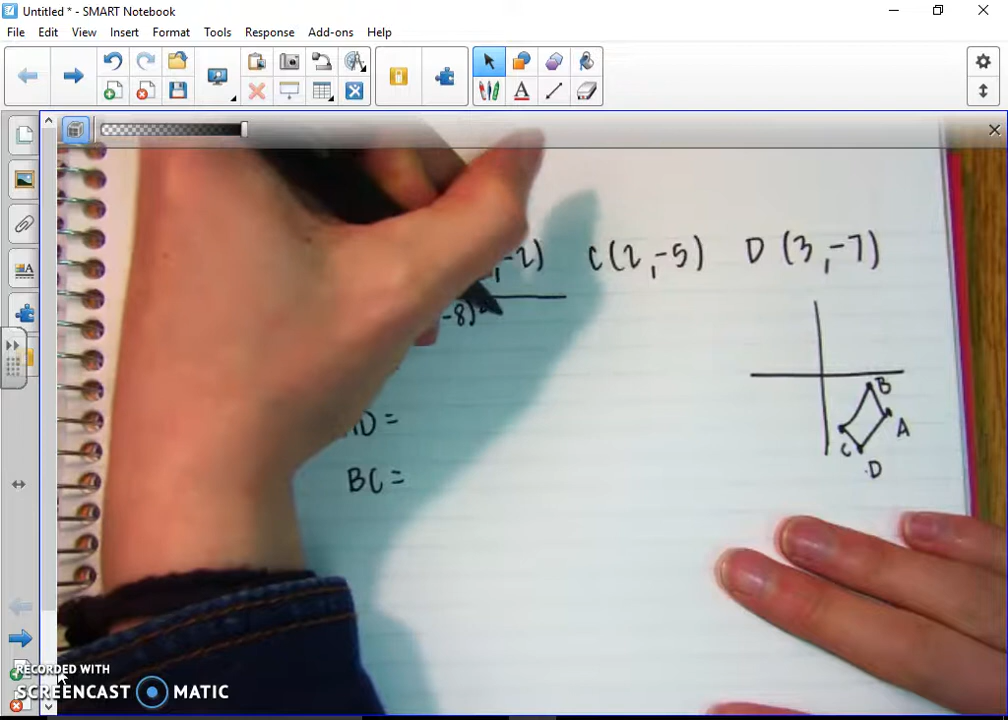 Untitled * - SMART Notebook
File Edit View Insert Format Tools Response Add-ons Help
,-2) C(2,-5) D(3,-7)
-8)²
D =
BC =
B
A
C
D
RECORDED WITH
SCREENCAST MATIC